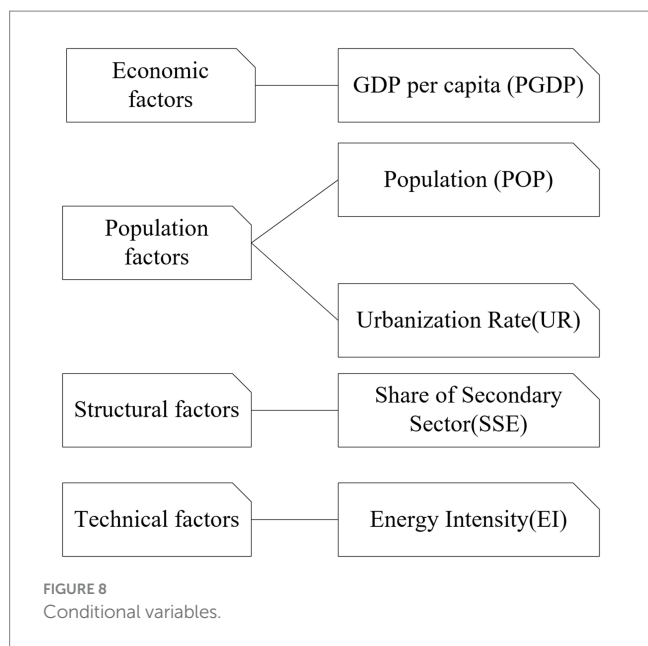 Economic
factors
GDP per capita (PGDP)
Population
factors
Population (POP)
Urbanization Rate(UR)
Structural factors
Share of Secondary
Sector(SSE)
Technical factors
Energy Intensity(EI)
FIGURE 8
Conditional variables.